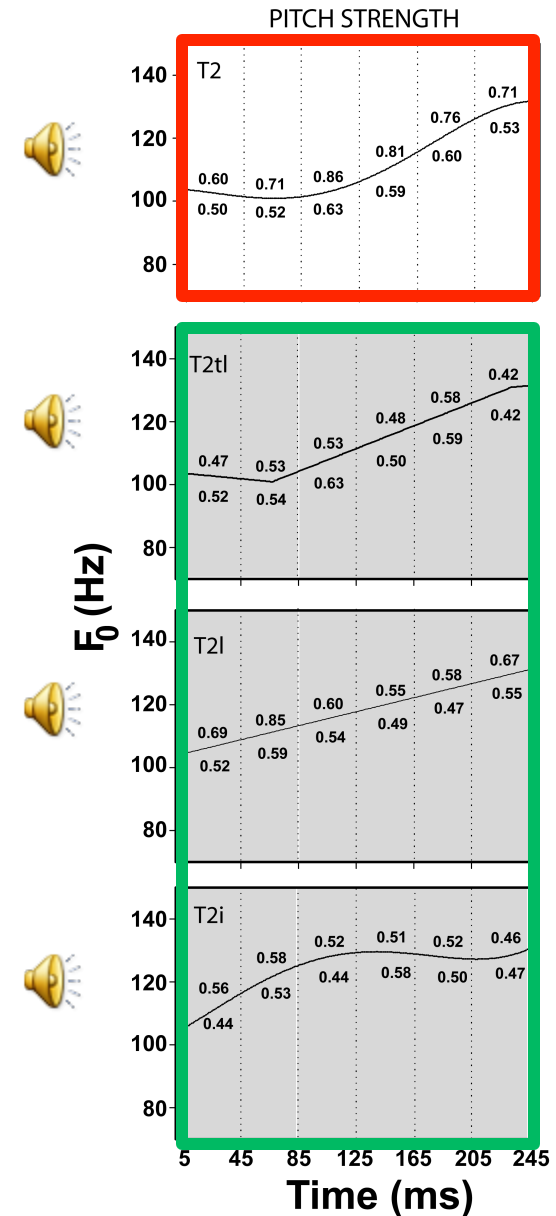 PITCH STRENGTH
T2
140
120
100
80
0.60 0.71 0.86 0.81 0.76 0.71
0.50 0.52 0.63 0.59 0.60 0.53
T2tl
140
120
100
80
0.47 0.53 0.53 0.48 0.58 0.42
0.52 0.54 0.63 0.50 0.59 0.42
F0 (Hz)
T2l
140
120
100
80
0.69 0.85 0.60 0.55 0.58 0.67
0.52 0.59 0.54 0.49 0.47 0.55
T2i
140
120
100
80
0.56 0.58 0.52 0.51 0.52 0.46
0.44 0.53 0.44 0.58 0.50 0.47
5 45 85 125 165 205 245
Time (ms)